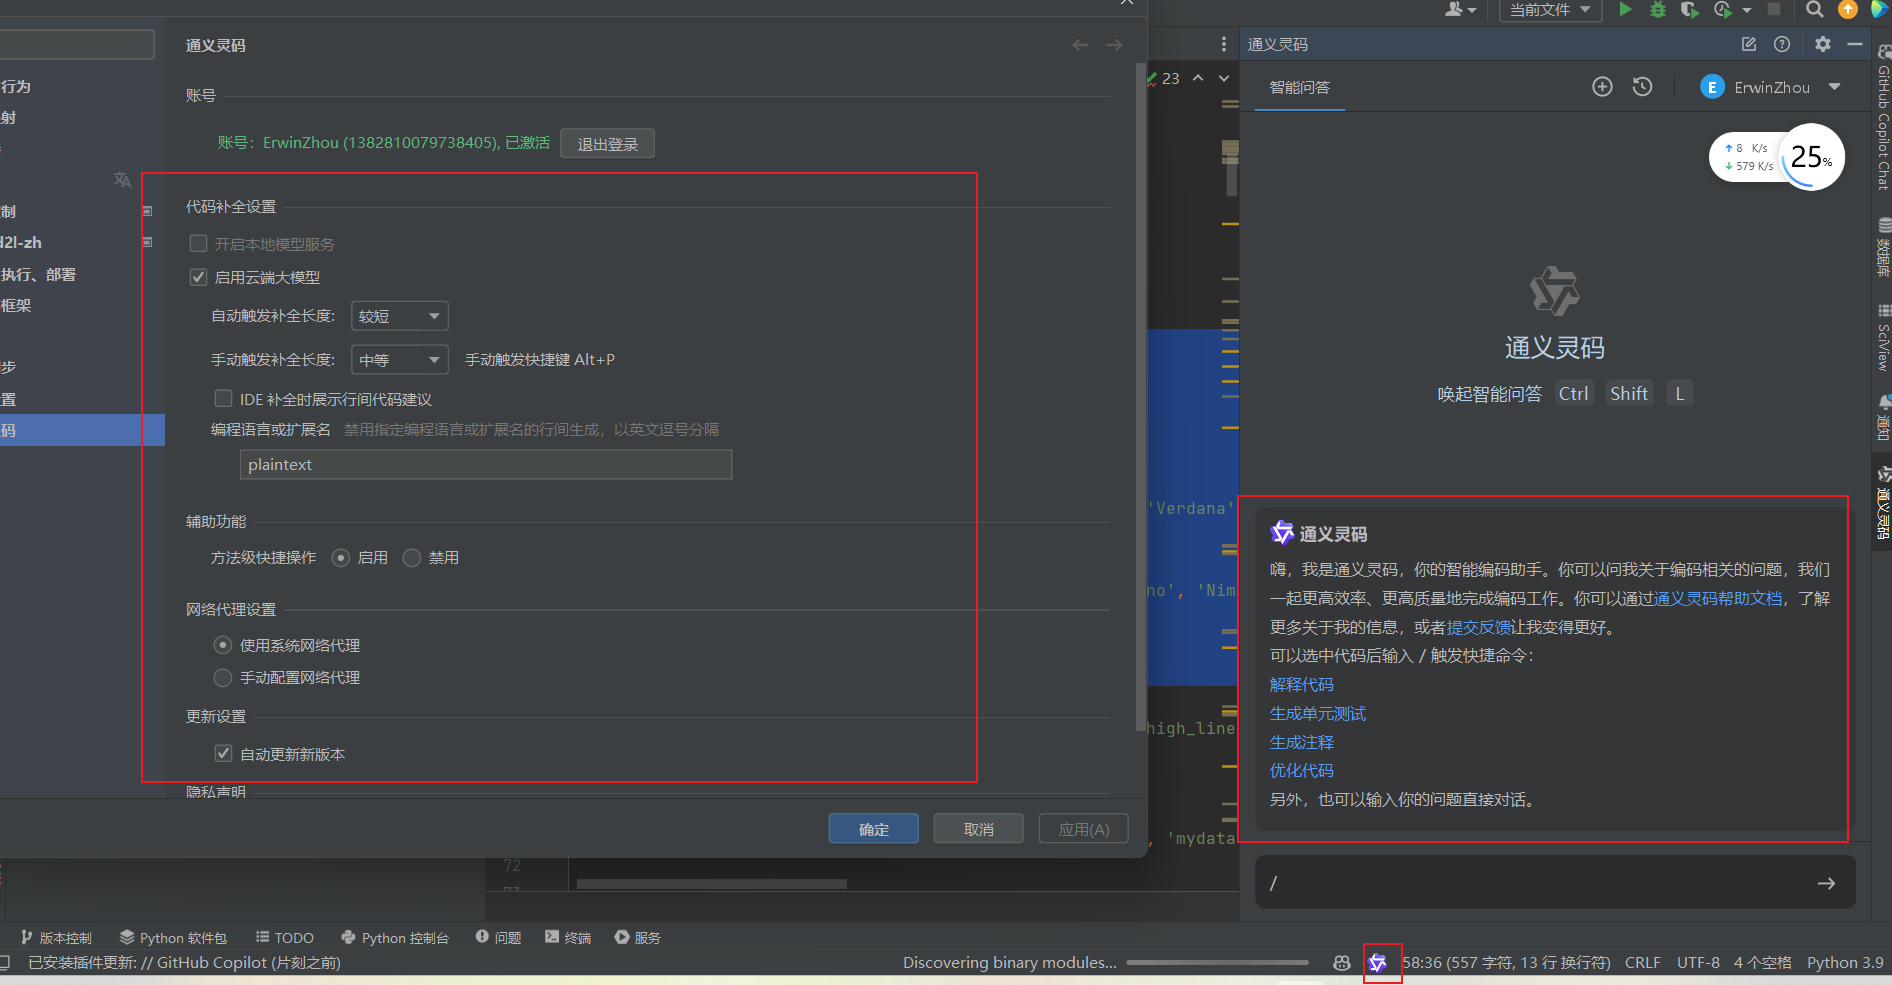 行为
射
制
d2l-zh
执行、部署
框架
步
置
码
通义灵码
账号
账号：ErwinZhou (1382810079738405), 已激活
退出登录
代码补全设置
开启本地模型服务
启用云端大模型
自动触发补全长度:
较短
手动触发补全长度:
中等
手动触发快捷键 Alt+P
IDE 补全时展示行间代码建议
编程语言或扩展名
禁用指定编程语言或扩展名的行间生成，以英文逗号分隔
plaintext
辅助功能
方法级快捷操作
启用
禁用
网络代理设置
使用系统网络代理
手动配置网络代理
更新设置
自动更新新版本
隐私声明
确定
取消
应用(A)
72
73
23
'Verdana'
no', 'Nim
high_line
, 'mydata
当前文件
通义灵码
智能问答
E
ErwinZhou
8 K/s
579 K/s
25%
通义灵码
唤起智能问答 Ctrl Shift L
通义灵码
嗨，我是通义灵码，你的智能编码助手。你可以问我关于编码相关的问题，我们
一起更高效率、更高质量地完成编码工作。你可以通过通义灵码帮助文档，了解
更多关于我的信息，或者提交反馈让我变得更好。
可以选中代码后输入 / 触发快捷命令：
解释代码
生成单元测试
生成注释
优化代码
另外，也可以输入你的问题直接对话。
/
GitHub Copilot Chat
数据库
SciView
通知
通义灵码
版本控制
Python 软件包
TODO
Python 控制台
问题
终端
服务
已安装插件更新: // GitHub Copilot (片刻之前)
Discovering binary modules...
58:36 (557 字符, 13 行 换行符)
CRLF
UTF-8
4 个空格
Python 3.9